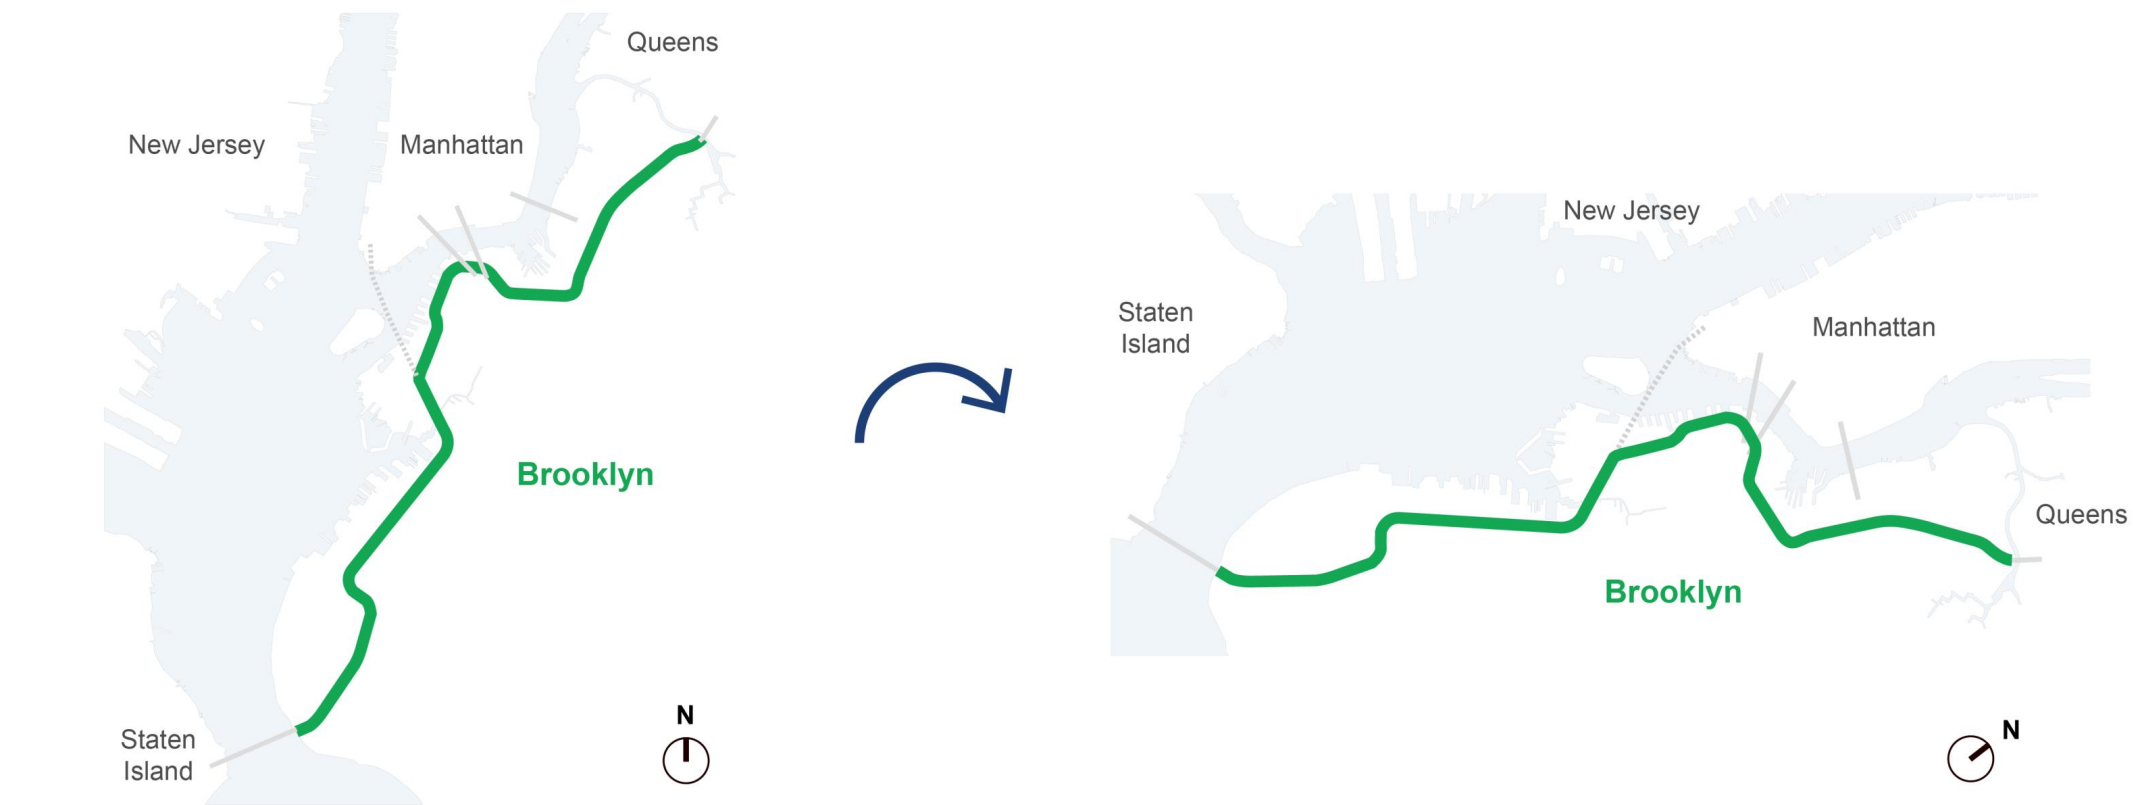 Queens
New Jersey
Manhattan
Brooklyn
N
Staten
Island
New Jersey
Staten
Island
Manhattan
Queens
Brooklyn
N